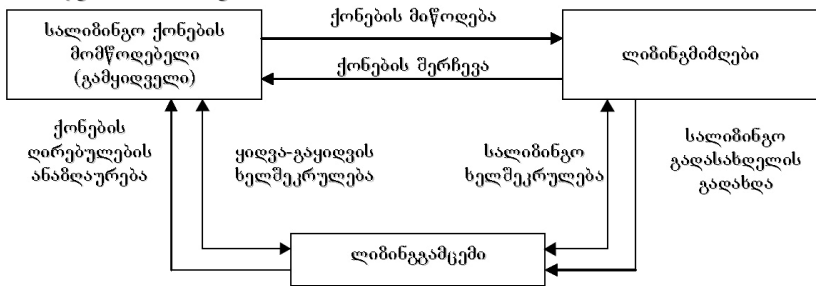 ქონების მიწოდება
სალიზინგო ქონების
მომწოდებელი
(გამყიდველი)
ლიზინგმიმღები
ქონების შერჩევა
ქონების
ღირებულების
ანაზღაურება
ყიდვა-გაყიდვის
ხელშეკრულება
სალიზინგო
ხელშეკრულება
სალიზინგო
გადასახდელის
გადახდა
ლიზინგგამცემი